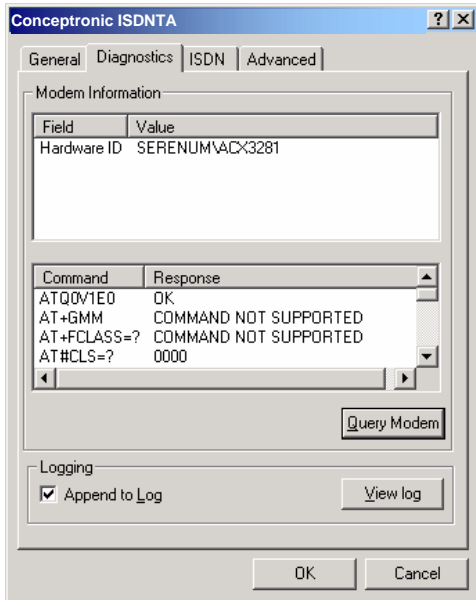 Conceptronic ISDNTA
General Diagnostics ISDN Advanced
Modem Information
Field Value
Hardware ID SERENUM\ACX3281
Command Response
ATQ0V1E0 OK
AT+GMM COMMAND NOT SUPPORTED
AT+FCLASS=? COMMAND NOT SUPPORTED
AT#CLS=? 0000
Query Modem
Logging
Append to Log View log
OK Cancel